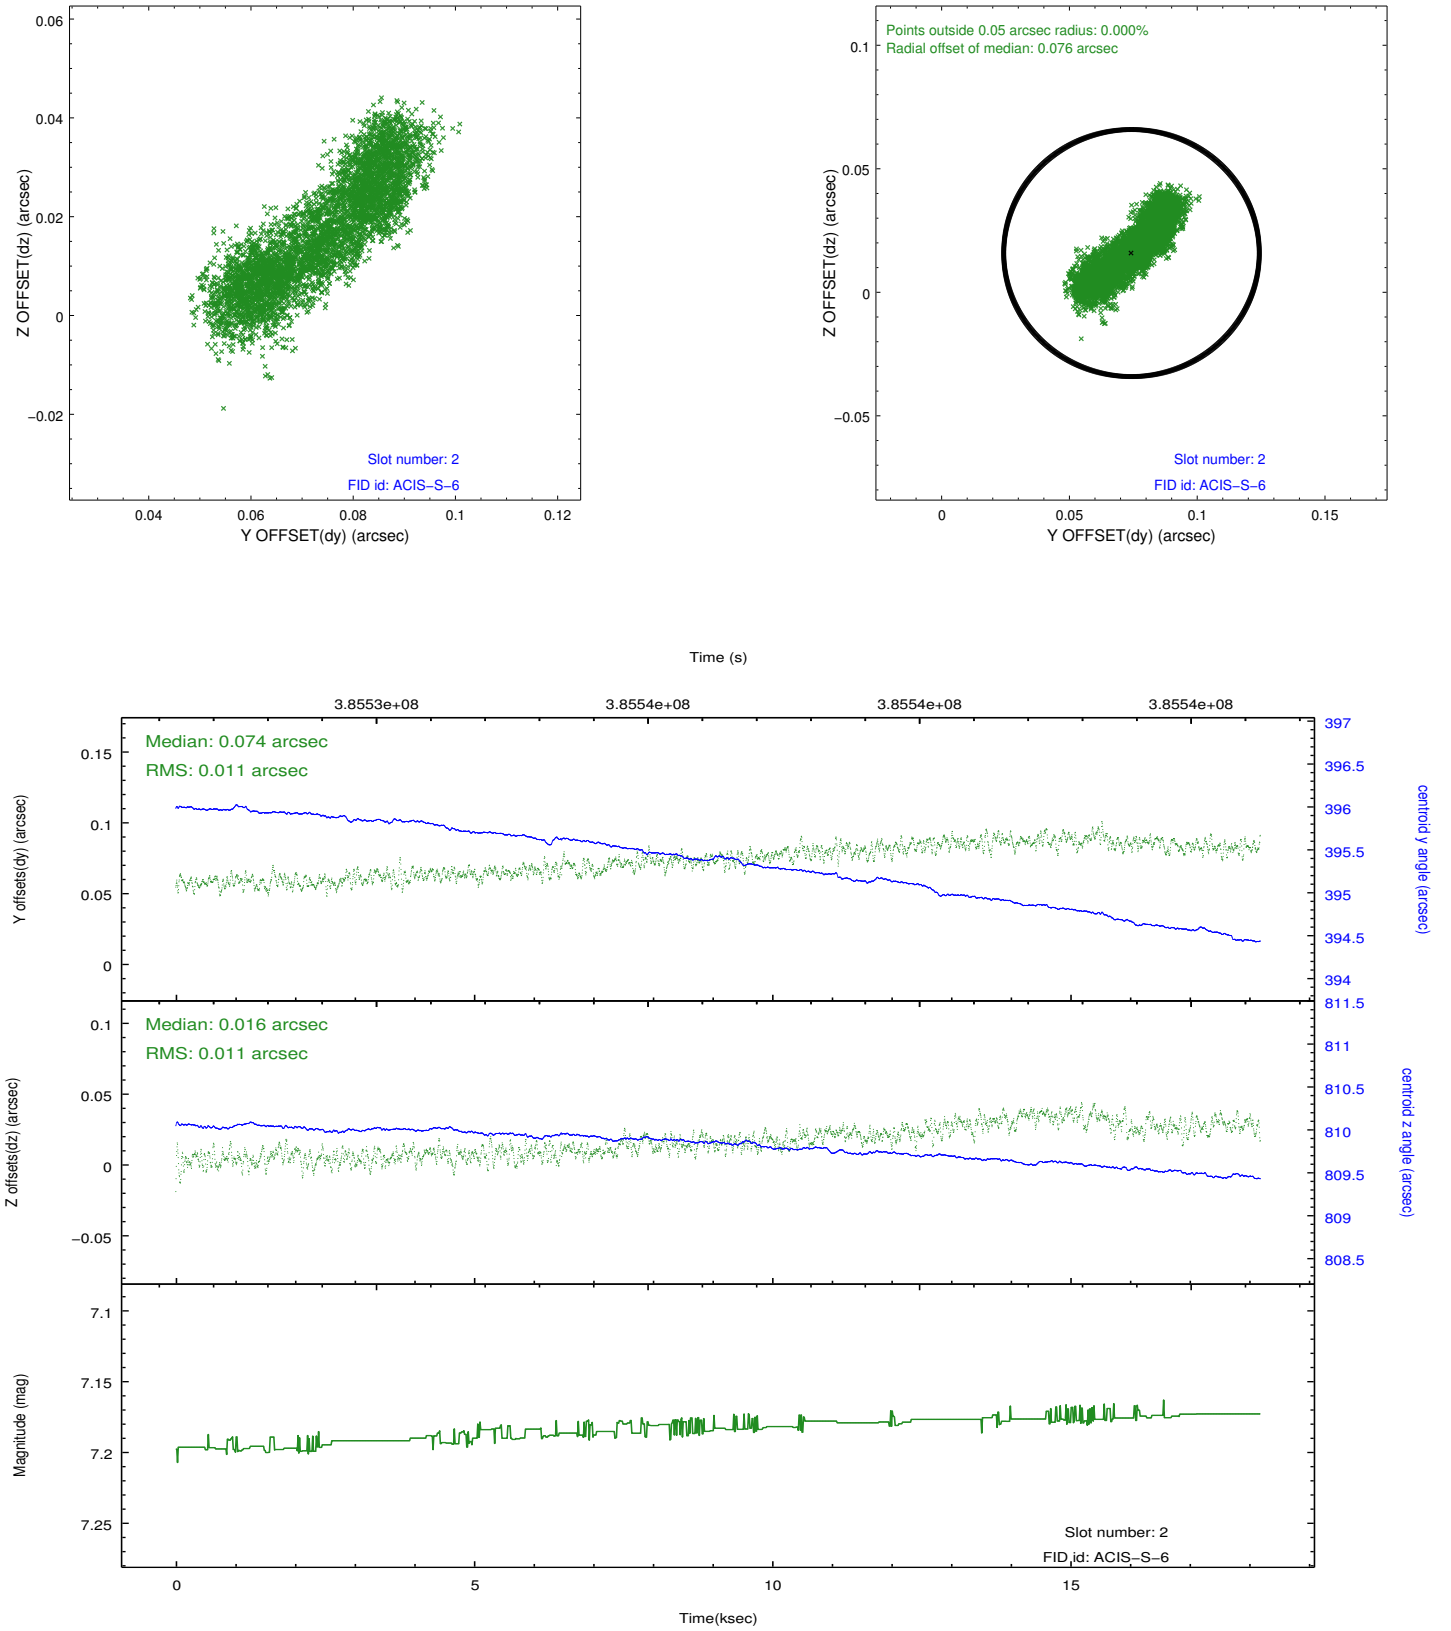 0.06
0.04
0.02
0
−0.02
Z OFFSET(dz) (arcsec)
Slot number: 2
FID id: ACIS−S−6
0.04 0.06 0.08 0.1 0.12
Y OFFSET(dy) (arcsec)
Points outside 0.05 arcsec radius: 0.000%
Radial offset of median: 0.076 arcsec
0.1
0.05
0
−0.05
Z OFFSET(dz) (arcsec)
Slot number: 2
FID id: ACIS−S−6
0 0.05 0.1 0.15
Y OFFSET(dy) (arcsec)
Time (s)
3.8553e+08 3.8554e+08 3.8554e+08 3.8554e+08
Median: 0.074 arcsec
RMS: 0.011 arcsec
0.15
0.1
0.05
0
Y offsets(dy) (arcsec)
397
396.5
396
395.5
395
394.5
394
centroid y angle (arcsec)
Median: 0.016 arcsec
RMS: 0.011 arcsec
0.1
0.05
0
−0.05
Z offsets(dz) (arcsec)
811.5
811
810.5
810
809.5
809
808.5
centroid z angle (arcsec)
7.1
7.15
7.2
7.25
Magnitude (mag)
Slot number: 2
FID id: ACIS−S−6
0 5 10 15
Time(ksec)